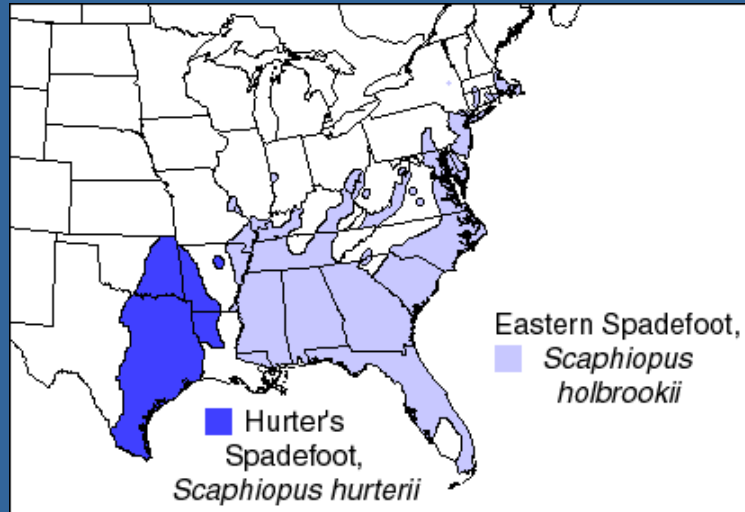 Eastern Spadefoot,
Scaphiopus
holbrookii
Hurter's
Spadefoot,
Scaphiopus hurterii